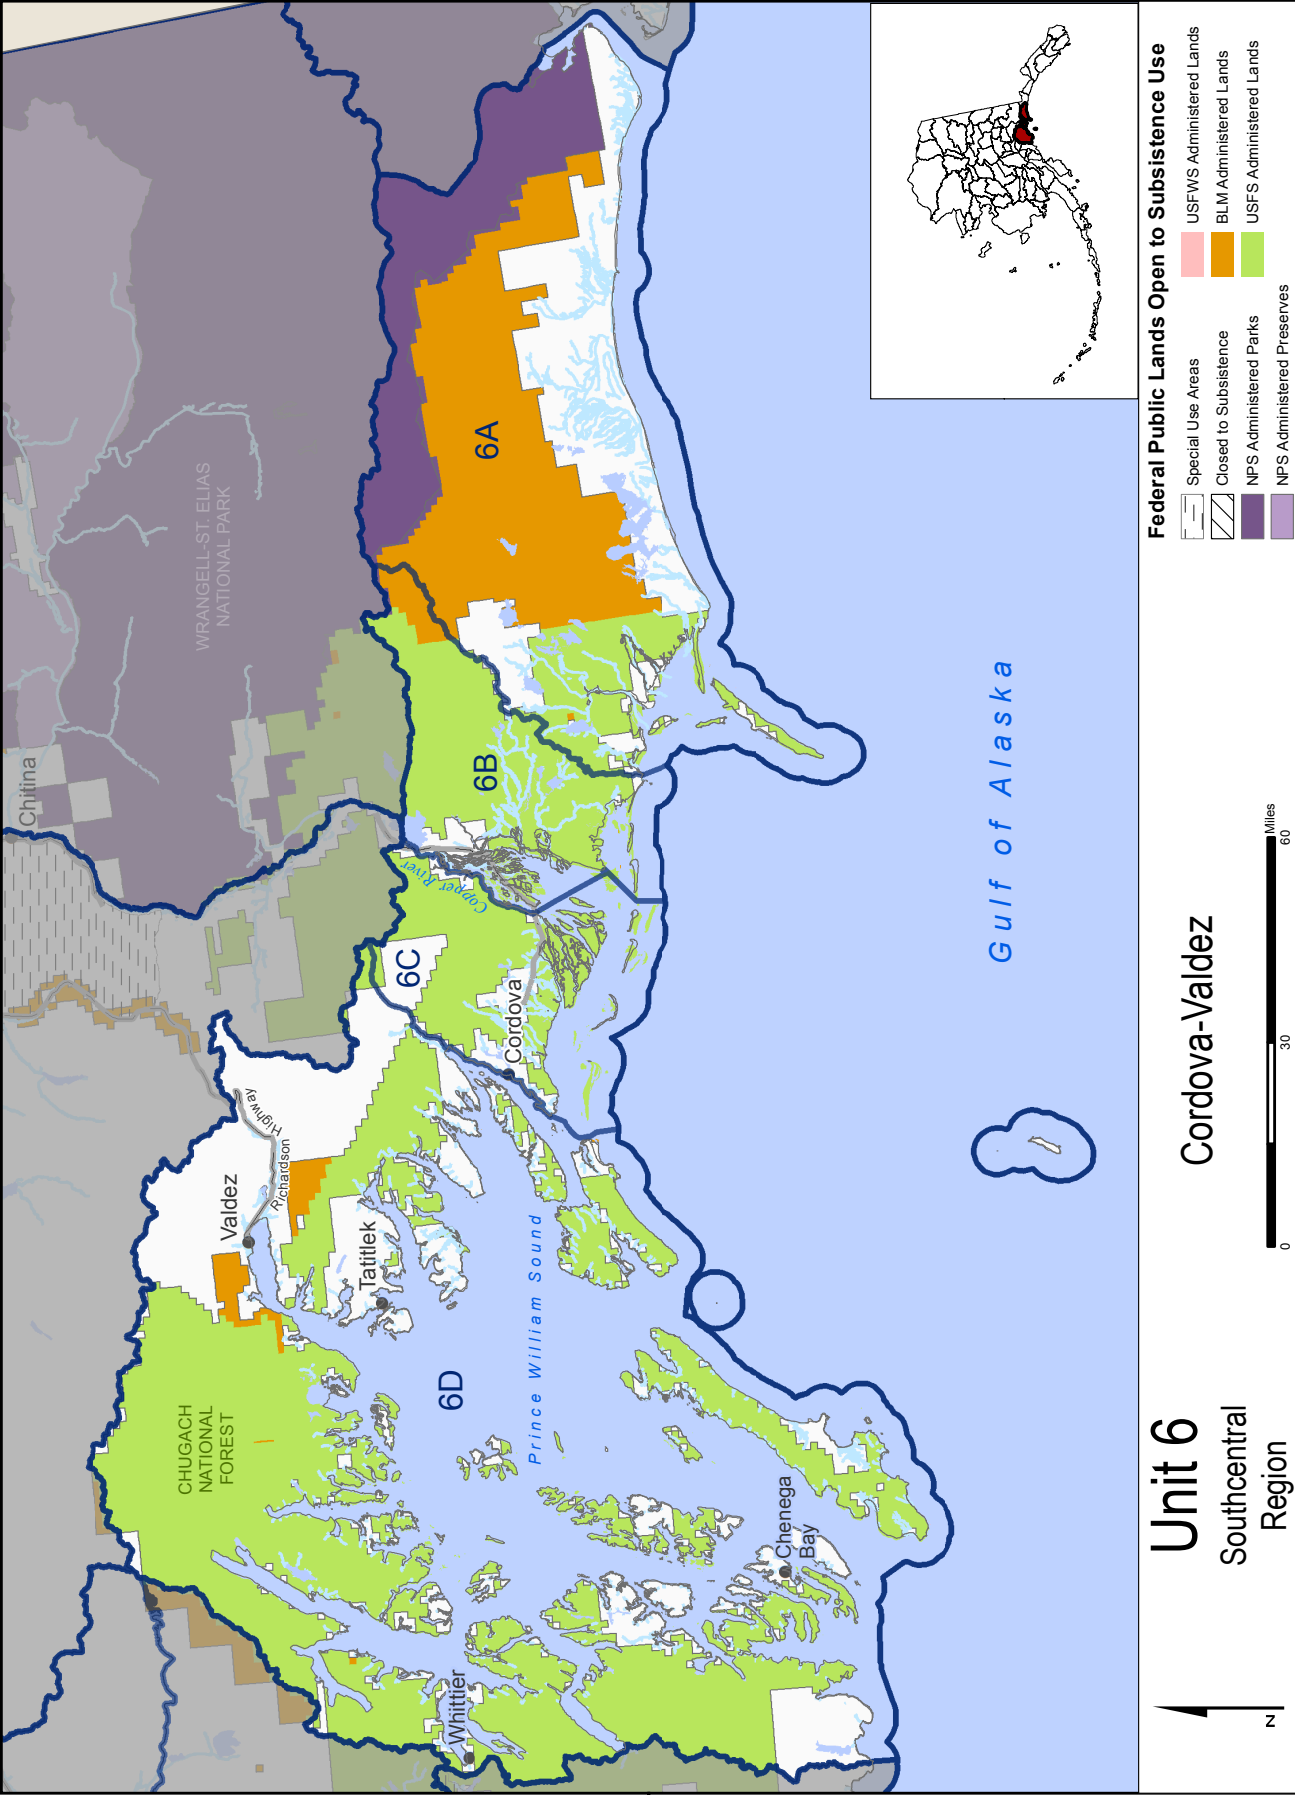 Chitina
WRANGELL-ST. ELIAS
NATIONAL PARK
Richardson
Highway
Valdez
CHUGACH
NATIONAL
FOREST
Tatitlek
6C
Copper River
6B
6A
6D
Cordova
Whittier
Prince William Sound
Chenega
Bay
Gulf of Alaska
Unit 6
Southcentral
Region
Cordova-Valdez
0 30 60
Miles
N
Federal Public Lands Open to Subsistence Use
Special Use Areas
Closed to Subsistence
NPS Administered Parks
NPS Administered Preserves
USFWS Administered Lands
BLM Administered Lands
USFS Administered Lands